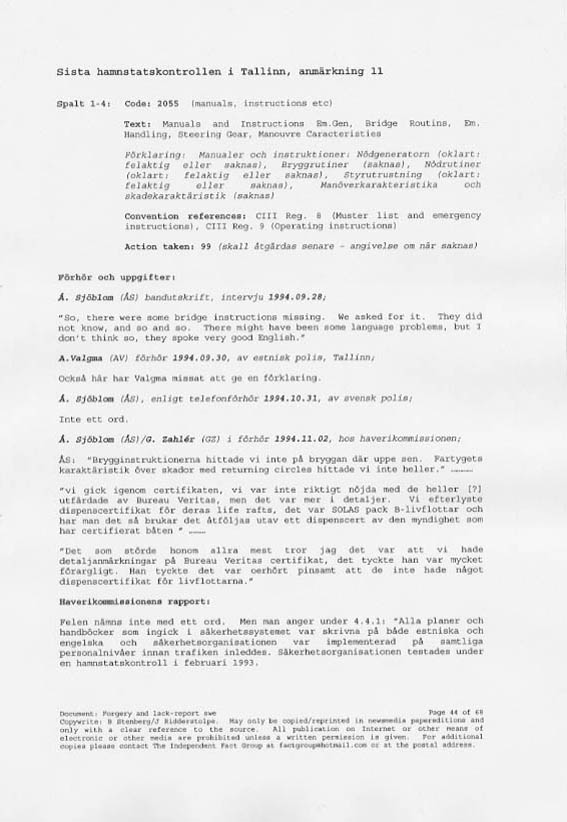 Sista hamnstatskontrollen i Tallinn, anmärkning 11
Spalt 1-4: Code: 2055 (manuals, instructions etc)
Text: Manuals and Instructions Em.Gen, Bridge Routins, Em.
Handling, Steering Gear, Manouvre Caracteristies
Förklaring: Manualer och instruktioner: Nödgeneratorn (oklart:
felaktig eller saknas), Bryggrutiner (saknas), Nödrutiner
(oklart: felaktig eller saknas), Styrutrustning (oklart:
felaktig eller saknas), Manöverkarakteristika och
skadekaraktäristik (saknas)
Convention references: CIII Reg. 8 (Muster list and emergency
instructions), CIII Reg. 9 (Operating instructions)
Action taken: 99 (skall åtgärdas senare - angivelse om när saknas)
Förhör och uppgifter:
Å. Sjöblom (ÅS) bandutskrift, intervju 1994.09.28;
"So, there were some bridge instructions missing. We asked for it. They did
not know, and so and so. There might have been some language problems, but I
don't think so, they spoke very good English."
A.Valgma (AV) förhör 1994.09.30, av estnisk polis, Tallinn;
Också här har Valgma missat att ge en förklaring.
Å. Sjöblom (ÅS), enligt telefonförhör 1994.10.31, av svensk polis;
Inte ett ord.
Å. Sjöblom (ÅS)/G. Zahlér (GZ) i förhör 1994.11.02, hos haverikommissionen;
ÅS: "Brygginstruktionerna hittade vi inte på bryggan där uppe sen. Fartygets
karaktäristik över skador med returning circles hittade vi inte heller." …………
"vi gick igenom certifikaten, vi var inte riktigt nöjda med de heller [?]
utfärdade av Bureau Veritas, men det var mer i detaljer. Vi efterlyste
dispenscertifikat för deras life rafts, det var SOLAS pack B-livflottar och
har man det så brukar det åtföljas utav ett dispenscert av den myndighet som
har certifierat båten " ………
"Det som störde honom allra mest tror jag det var att vi hade
detaljanmärkningar på Bureau Veritas certifikat, det tyckte han var mycket
förargligt. Han tyckte det var oerhört pinsamt att de inte hade något
dispenscertifikat för livflottarna."
Haverikommissionens rapport:
Felen nämns inte med ett ord. Men man anger under 4.4.1: "Alla planer och
handböcker som ingick i säkerhetssystemet var skrivna på både estniska och
engelska och säkerhetsorganisationen var implementerad på samtliga
personalnivåer innan trafiken inleddes. Säkerhetsorganisationen testades under
en hamnstatskontroll i februari 1993.
Document: Forgery and lack-report swe Page 44 of 68
Copywrite: B Stenberg/J Ridderstolpe. May only be copied/reprinted in newsmedia papereditions and
only with a clear reference to the source. All publication on Internet or other means of
electronic or other media are prohibited unless a written permission is given. For additional
copies please contact The Independent Fact Group at factgroup@hotmail.com or at the postal address.